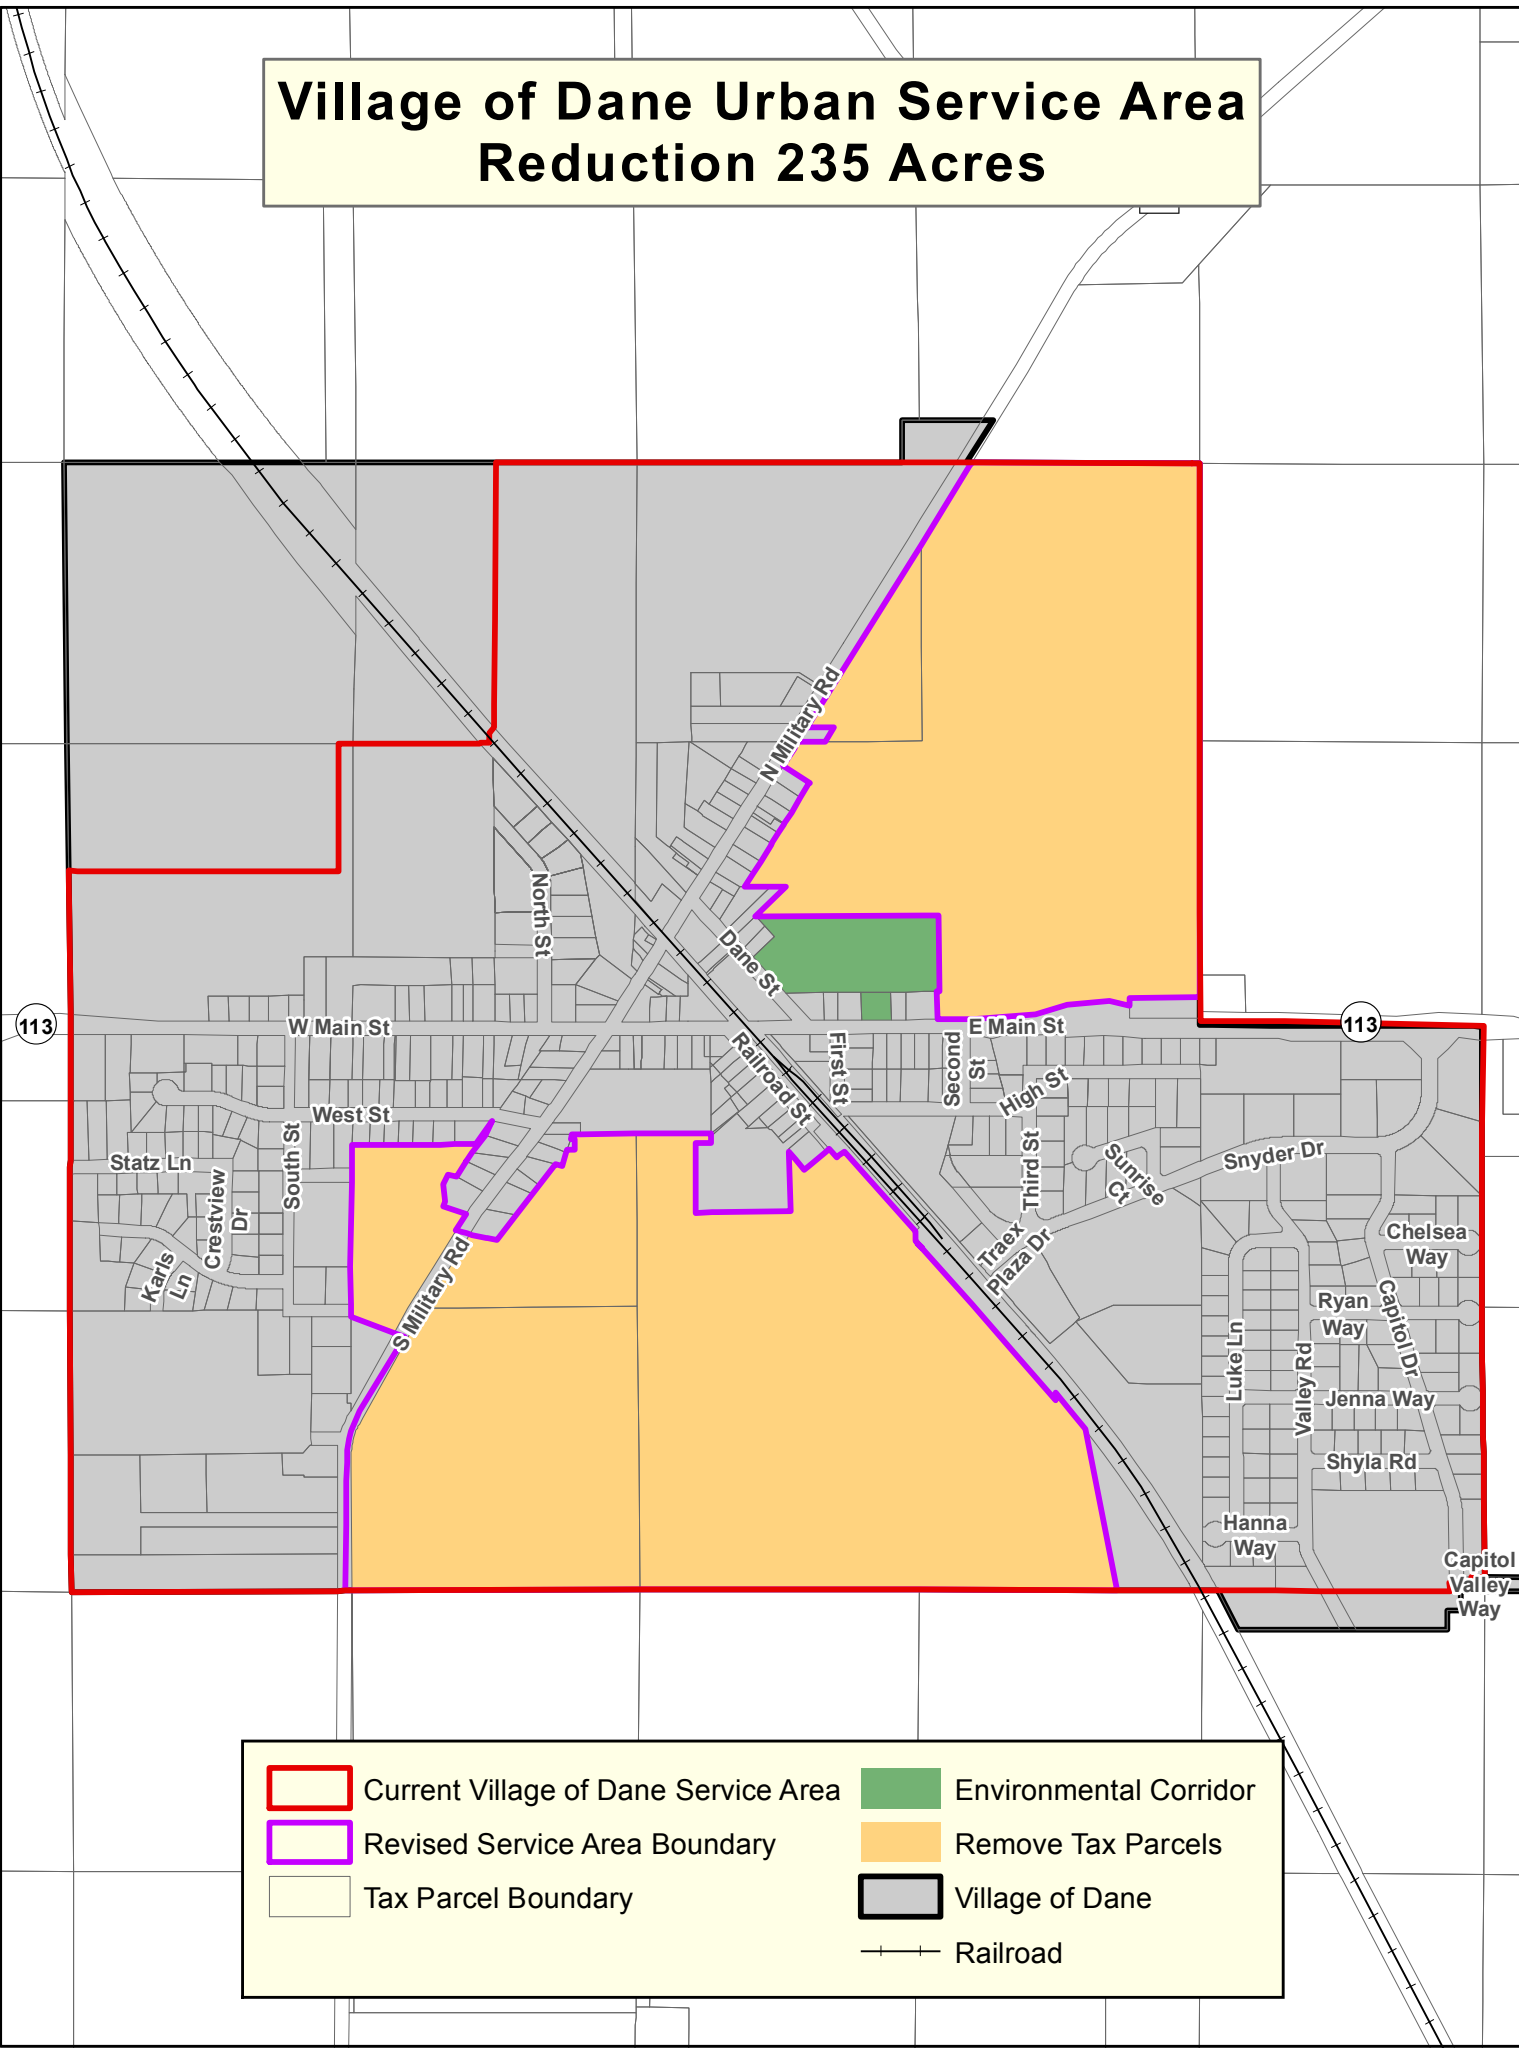 Village of Dane Urban Service Area
Reduction 235 Acres
N Military Rd
North St
Dane St
113
W Main St
E Main St
113
Railroad St
First St
Second
St
High St
West St
South St
Statz Ln
Crestview
Dr
Karls
Ln
Third St
Sunrise
Ct
Snyder Dr
Traex
Plaza Dr
S Military Rd
Chelsea
Way
Ryan
Way
Capitol Dr
Luke Ln
Valley Rd
Jenna Way
Shyla Rd
Hanna
Way
Capitol
Valley
Way
Current Village of Dane Service Area
Revised Service Area Boundary
Tax Parcel Boundary
Environmental Corridor
Remove Tax Parcels
Village of Dane
Railroad